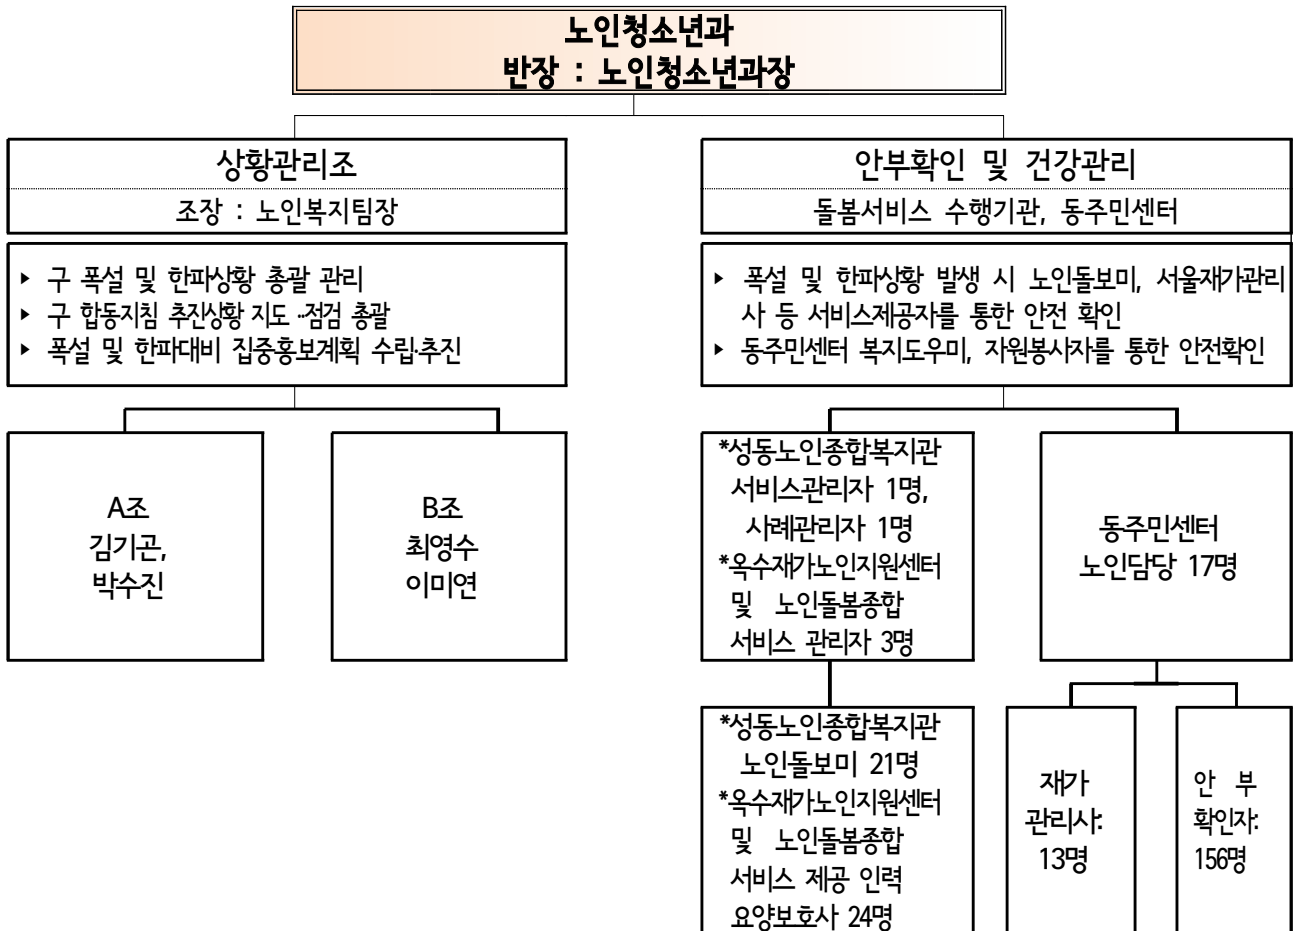 노인청소년과
반장 : 노인청소년과장
상황관리조
조장 : 노인복지팀장
▸ 구 폭설 및 한파상황 총괄 관리
▸ 구 합동지침 추진상황 지도 ··점검 총괄
▸ 폭설 및 한파대비 집중홍보계획 수립·추진
A조
김기곤,
박수진
B조
최영수
이미연
안부확인 및 건강관리
돌봄서비스 수행기관, 동주민센터
▸ 폭설 및 한파상황 발생 시 노인돌보미, 서울재가관리
사 등 서비스제공자를 통한 안전 확인
▸ 동주민센터 복지도우미, 자원봉사자를 통한 안전확인
*성동노인종합복지관
서비스관리자 1명,
사례관리자 1명
*옥수재가노인지원센터
및 노인돌봄종합
서비스 관리자 3명
동주민센터
노인담당 17명
*성동노인종합복지관
노인돌보미 21명
*옥수재가노인지원센터
및 노인돌봄종합
서비스 제공 인력
요양보호사 24명
재가
관리사:
13명
안 부
확인자:
156명